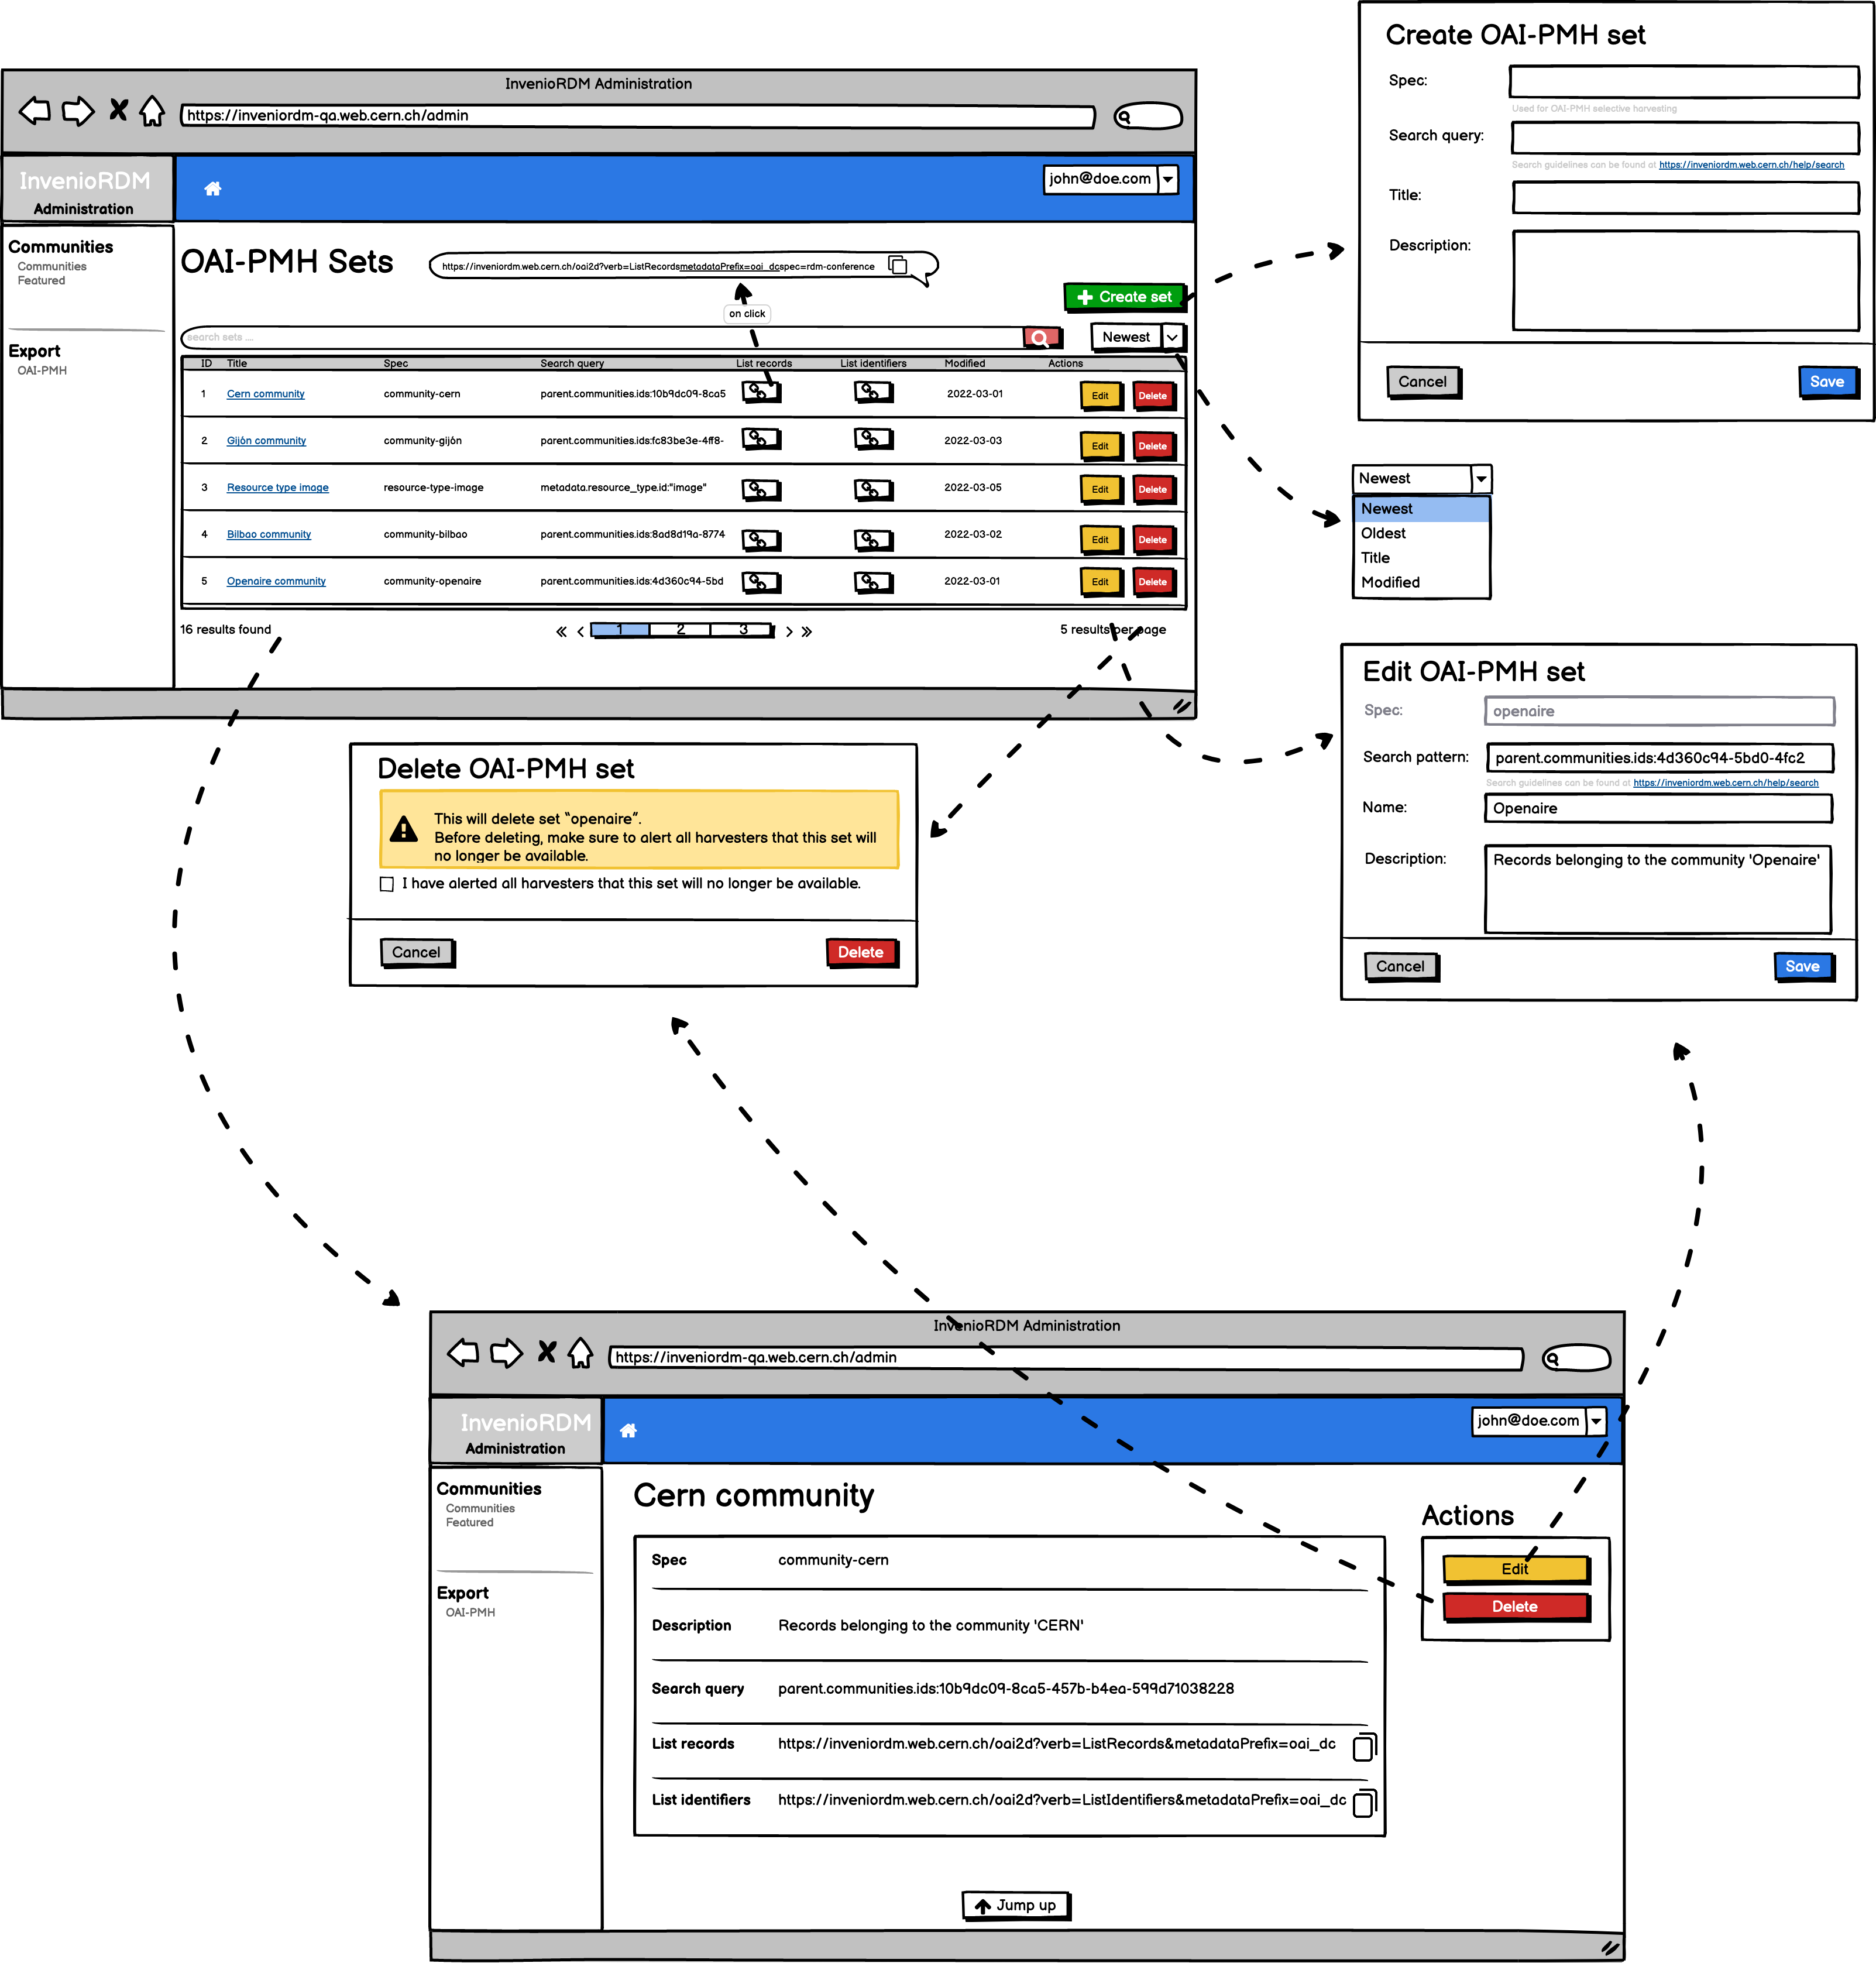 InvenioRDM Administration
https://inveniordm-qa.web.cern.ch/admin
InvenioRDM
Administration
john@doe.com
Communities
Communities
Featured
Export
OAI-PMH
OAI-PMH Sets
https://inveniordm.web.cern.ch/oai2d?verb=ListRecordsmetadataPrefix=oai_dcspec=rdm-conference
on click
Create set
search sets ...
Newest
ID Title Spec Search query List records List identifiers Modified Actions
1 Cern community community-cern parent.communities.ids:10b9dc09-8ca5 2022-03-01 Edit Delete
2 Gijón community community-gijón parent.communities.ids:fc83be3e-4ff8- 2022-03-03 Edit Delete
3 Resource type image resource-type-image metadata.resource_type.id:"image" 2022-03-05 Edit Delete
4 Bilbao community community-bilbao parent.communities.ids:8ad8d19a-8774 2022-03-02 Edit Delete
5 Openaire community community-openaire parent.communities.ids:4d360c94-5bd 2022-03-01 Edit Delete
16 results found « < 1 2 3 > » 5 results per page
Create OAI-PMH set
Spec:
Used for OAI-PMH selective harvesting
Search query:
Search guidelines can be found at https://inveniordm.web.cern.ch/help/search
Title:
Description:
Cancel Save
Newest
Newest
Oldest
Title
Modified
Edit OAI-PMH set
Spec: openaire
Search pattern: parent.communities.ids:4d360c94-5bd0-4fc2
Search guidelines can be found at https://inveniordm.web.cern.ch/help/search
Name: Openaire
Description: Records belonging to the community 'Openaire'
Cancel Save
Delete OAI-PMH set
This will delete set “openaire”.
Before deleting, make sure to alert all harvesters that this set will
no longer be available.
I have alerted all harvesters that this set will no longer be available.
Cancel Delete
InvenioRDM Administration
https://inveniordm-qa.web.cern.ch/admin
InvenioRDM
Administration
john@doe.com
Communities
Communities
Featured
Export
OAI-PMH
Cern community
Spec community-cern
Description Records belonging to the community 'CERN'
Search query parent.communities.ids:10b9dc09-8ca5-457b-b4ea-599d71038228
List records https://inveniordm.web.cern.ch/oai2d?verb=ListRecords&metadataPrefix=oai_dc
List identifiers https://inveniordm.web.cern.ch/oai2d?verb=ListIdentifiers&metadataPrefix=oai_dc
Actions
Edit
Delete
Jump up